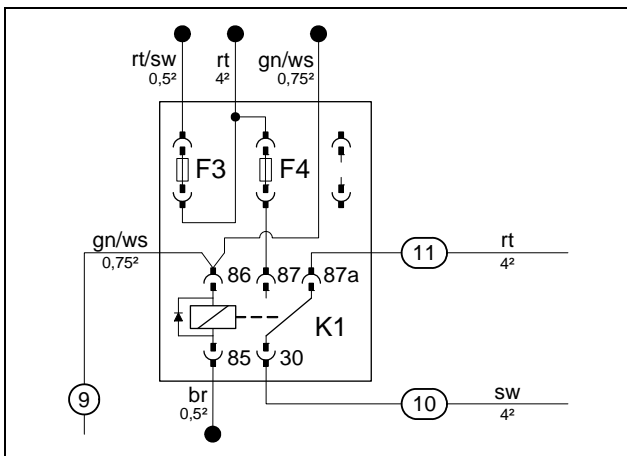 rt/sw rt gn/ws
0,5² 4² 0,75²
F3 F4
gn/ws
0,75²
11 rt
4²
86 87 87a
K1
85 30
9
br
0,5²
10 sw
4²